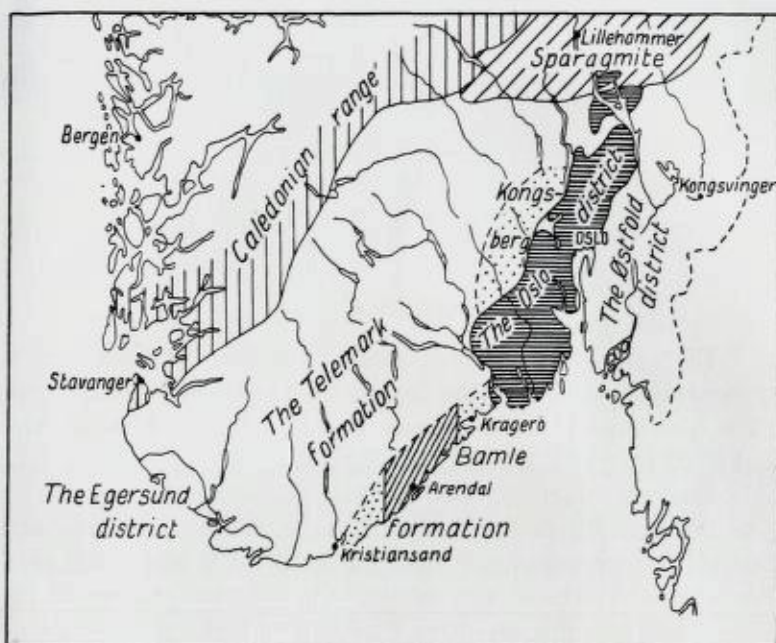 Lillehammer
Sparagmite
Bergen
Caledonian range
Kongs-
berg
Kongsvinger
The Oslo district
OSLO
The Østfold
district
The Telemark
formation
Stavanger
Kragerö
Bamle
formation
Arendal
The Egersund
district
Kristiansand